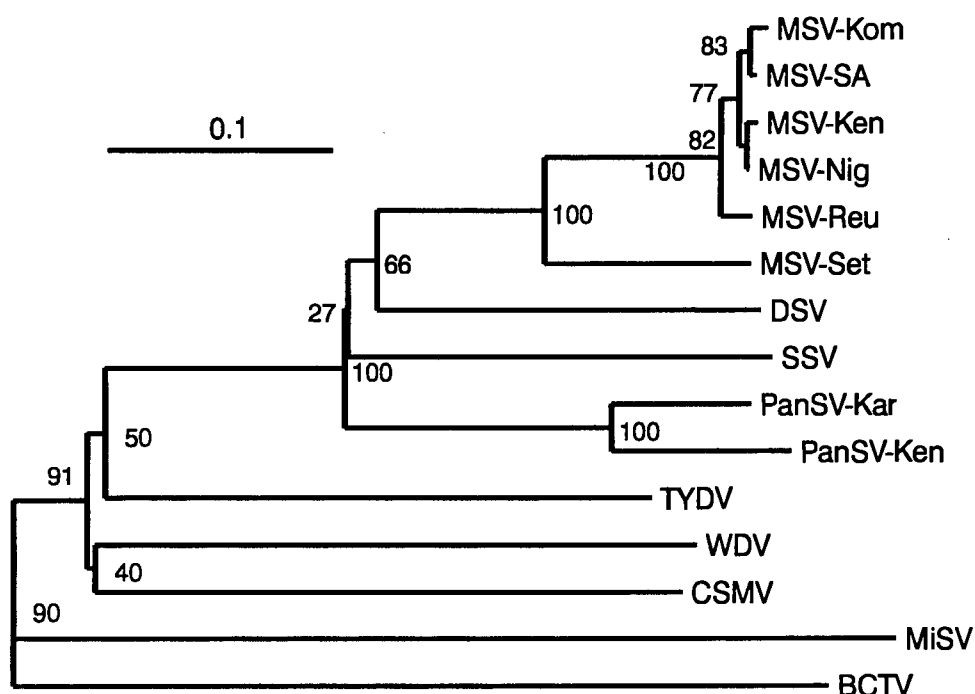 MSV-Kom
83
MSV-SA
77
0.1
MSV-Ken
82
100
MSV-Nig
100
MSV-Reu
66
MSV-Set
27
DSV
100
SSV
PanSV-Kar
100
50
PanSV-Ken
91
TYDV
WDV
40
CSMV
90
MiSV
BCTV